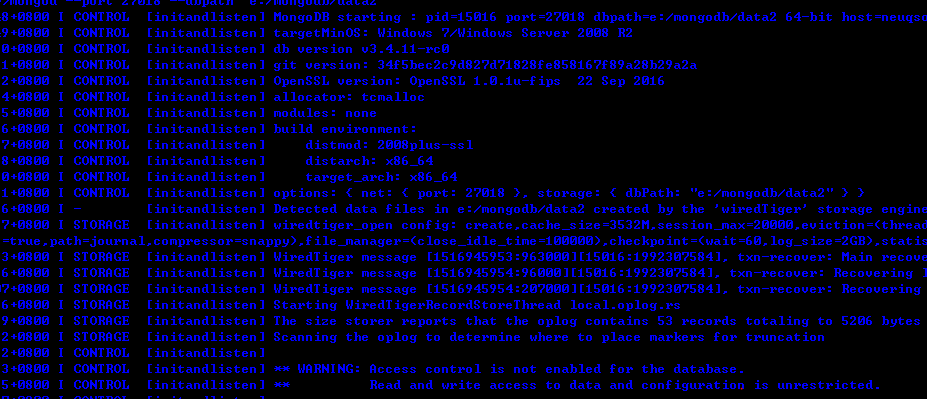 /mongod --port 27018 --dbpath e:/mongodb/data2
8+0800 [ CONTROL [initandlisten] MongoDB starting : pid=15016 port=27018 dbpath=e:/mongodb/data2 64-bit host=newqso
9+0800 [ CONTROL [initandlisten] targetMinOS: Windows 7/Windows Server 2008 R2
0+0800 [ CONTROL [initandlisten] db version v3.4.11-rc0
1+0800 [ CONTROL [initandlisten] git version: 34f5bec2c9d827d71828fe858167f89a28b29a2a
2+0800 [ CONTROL [initandlisten] OpenSSL version: OpenSSL 1.0.1u-fips 22 Sep 2016
4+0800 [ CONTROL [initandlisten] allocator: tcmalloc
5+0800 [ CONTROL [initandlisten] modules: none
6+0800 [ CONTROL [initandlisten] build environment:
7+0800 [ CONTROL [initandlisten] distmod: 2008plus-ssl
8+0800 [ CONTROL [initandlisten] distarch: x86_64
0+0800 [ CONTROL [initandlisten] target_arch: x86_64
1+0800 [ CONTROL [initandlisten] options: { net: { port: 27018 }, storage: { dbPath: "e:/mongodb/data2" } }
6+0800 [ - [initandlisten] Detected data files in e:/mongodb/data2 created by the 'wiredTiger' storage engine
7+0800 [ STORAGE [initandlisten] wiredtiger_open config: create,cache_size=3532M,session_max=20000,eviction=(thread
=true,path=journal,compressor=snappy),file_manager=(close_idle_time=100000),checkpoint=(wait=60,log_size=2GB),statis
3+0800 [ STORAGE [initandlisten] WiredTiger message [1516945953:963000][15016:1992307584], txn-recover: Main recove
6+0800 [ STORAGE [initandlisten] WiredTiger message [1516945954:96000][15016:1992307584], txn-recover: Recovering l
7+0800 [ STORAGE [initandlisten] WiredTiger message [1516945954:207000][15016:1992307584], txn-recover: Recovering
6+0800 [ STORAGE [initandlisten] Starting WiredTigerRecordStoreThread local.oplog.rs
9+0800 [ STORAGE [initandlisten] The size storer reports that the oplog contains 53 records totaling to 5206 bytes
2+0800 [ STORAGE [initandlisten] Scanning the oplog to determine where to place markers for truncation
2+0800 [ CONTROL [initandlisten]
3+0800 [ CONTROL [initandlisten] ** WARNING: Access control is not enabled for the database.
5+0800 [ CONTROL [initandlisten] ** Read and write access to data and configuration is unrestricted.